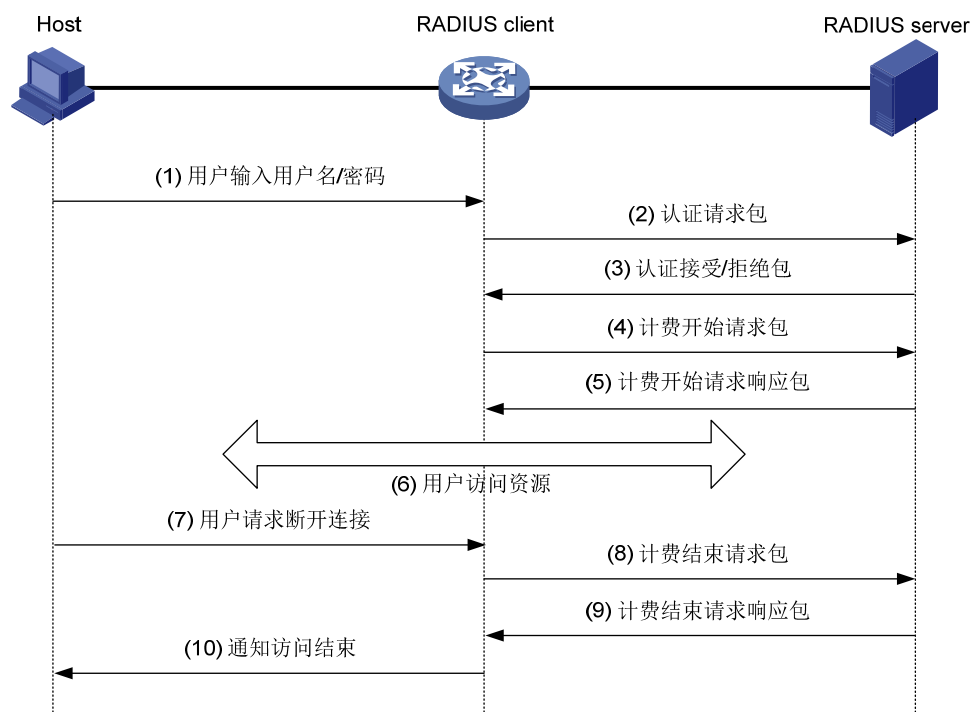 Host
RADIUS client
RADIUS server
(1) 用户输入用户名/密码
(2) 认证请求包
(3) 认证接受/拒绝包
(4) 计费开始请求包
(5) 计费开始请求响应包
(6) 用户访问资源
(7) 用户请求断开连接
(8) 计费结束请求包
(9) 计费结束请求响应包
(10) 通知访问结束